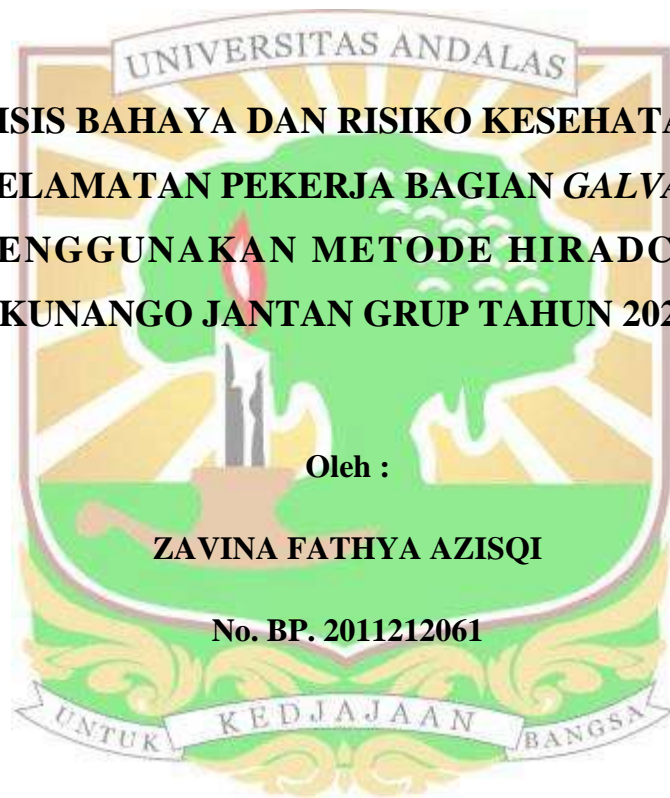 UNIVERSITAS ANDALAS
ISIS BAHAYA DAN RISIKO KESEHATA
ELAMATAN PEKERJA BAGIAN GALVA
ENGGUNAKAN METODE HIRADC
KUNANGO JANTAN GRUP TAHUN 202
Oleh :
ZAVINA FATHYA AZISQI
No. BP. 2011212061
UNTUK KEDJAJAAN BANGSA